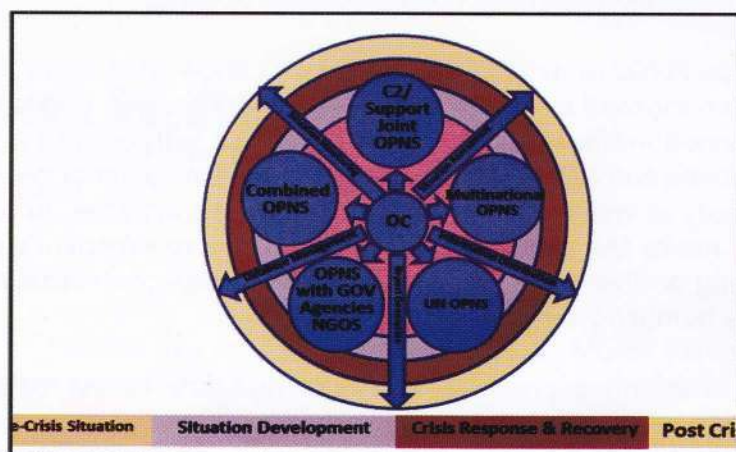 C2/
Support
Joint
OPNS
Combined
OPNS
Multinational
OPNS
OC
OPNS
with GOV
Agencies
NGOS
UN OPNS
e-Crisis Situation
Situation Development
Crisis Response & Recovery
Post Cri